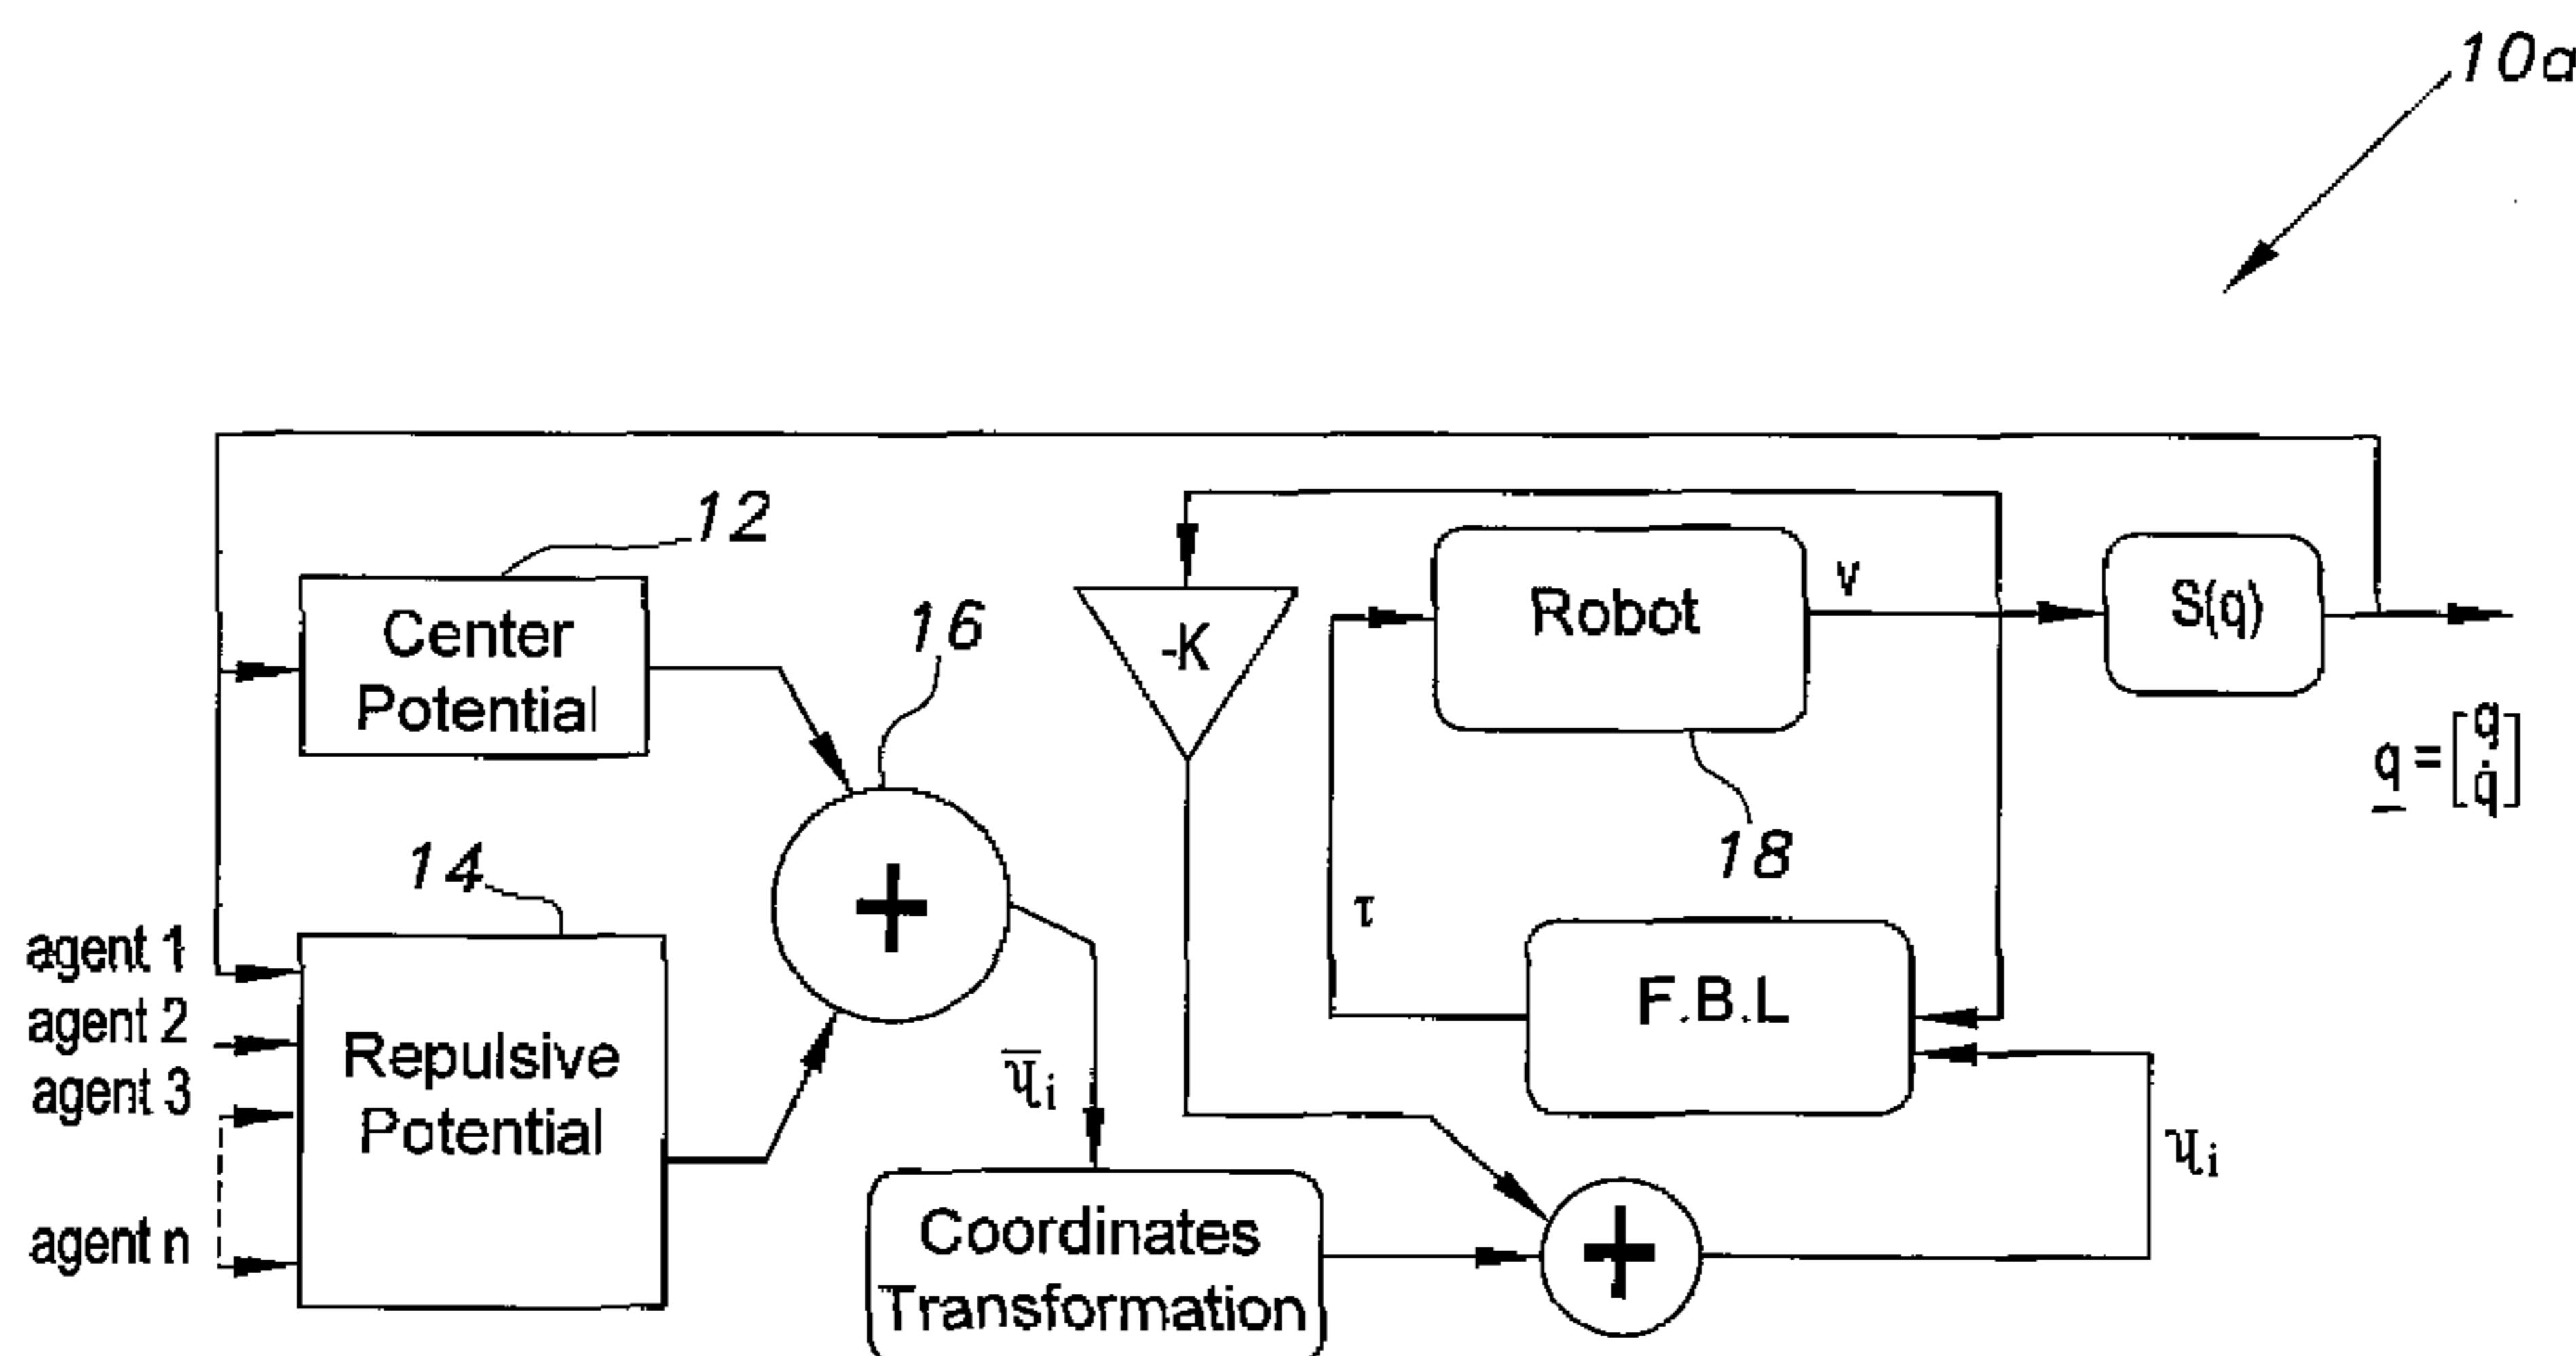 10a
12
Center
Potential
16
-K
Robot
v
S(q)
q = [q
q̇]
14
18
agent 1
agent 2
agent 3
agent n
Repulsive
Potential
+
τ
F.B.L
Coordinates
Transformation
+